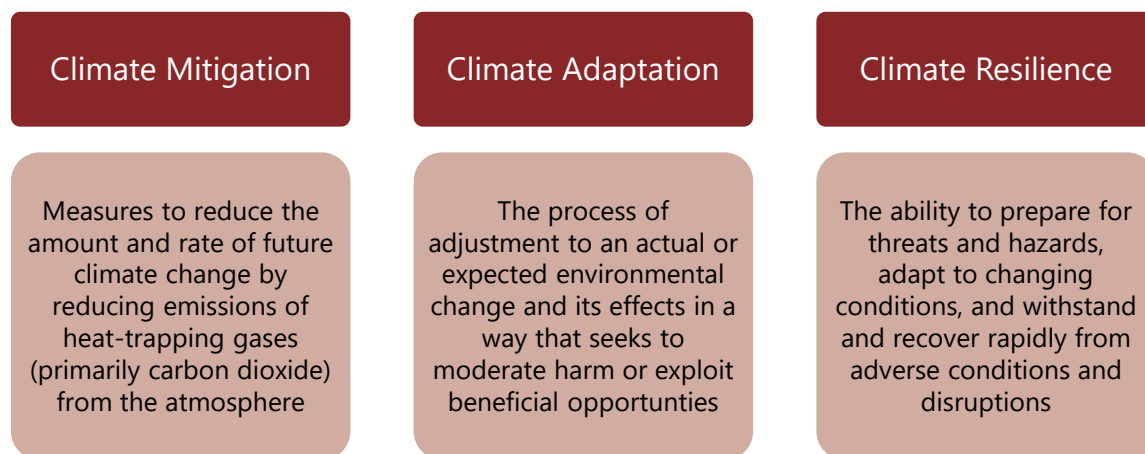 Climate Mitigation
Measures to reduce the
amount and rate of future
climate change by
reducing emissions of
heat-trapping gases
(primarily carbon dioxide)
from the atmosphere
Climate Adaptation
The process of
adjustment to an actual or
expected environmental
change and its effects in a
way that seeks to
moderate harm or exploit
beneficial opportunties
Climate Resilience
The ability to prepare for
threats and hazards,
adapt to changing
conditions, and withstand
and recover rapidly from
adverse conditions and
disruptions